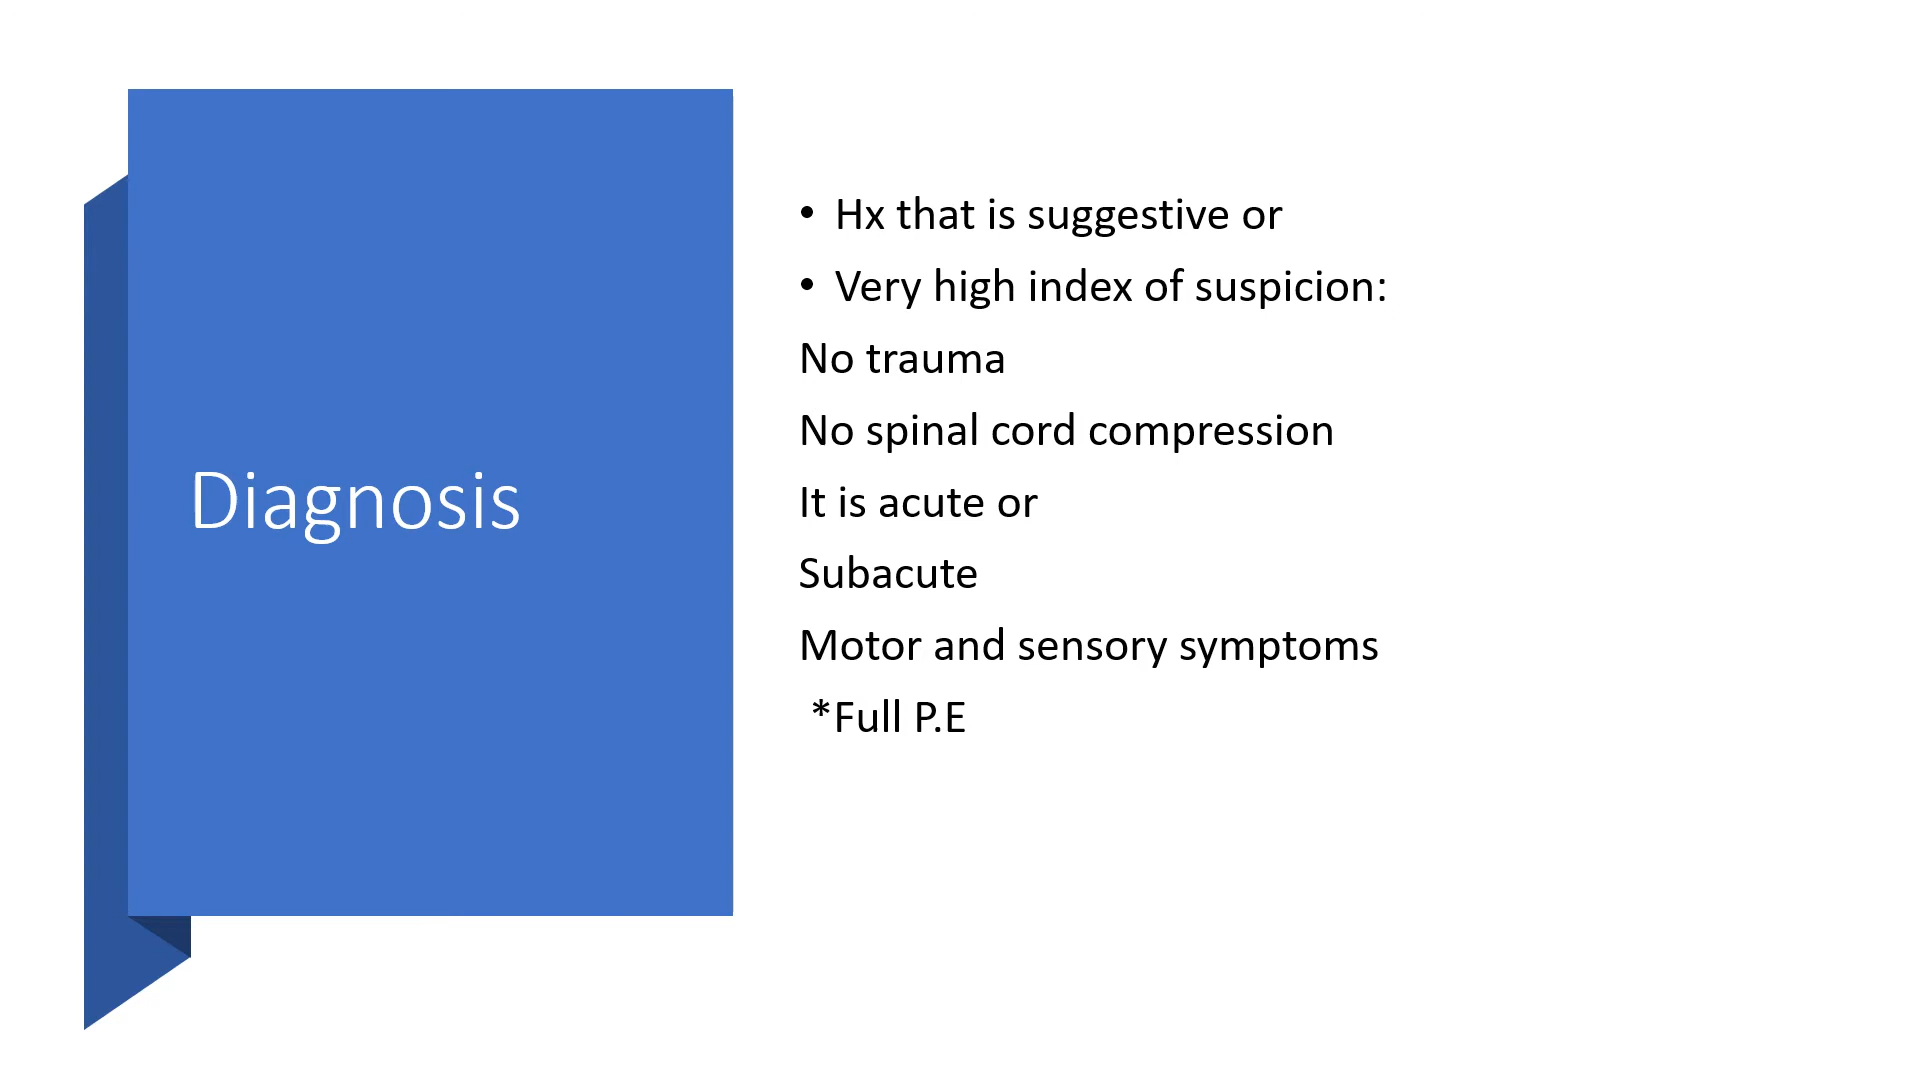 Diagnosis
• Hx that is suggestive or
• Very high index of suspicion:
No trauma
No spinal cord compression
It is acute or
Subacute
Motor and sensory symptoms
*Full P.E